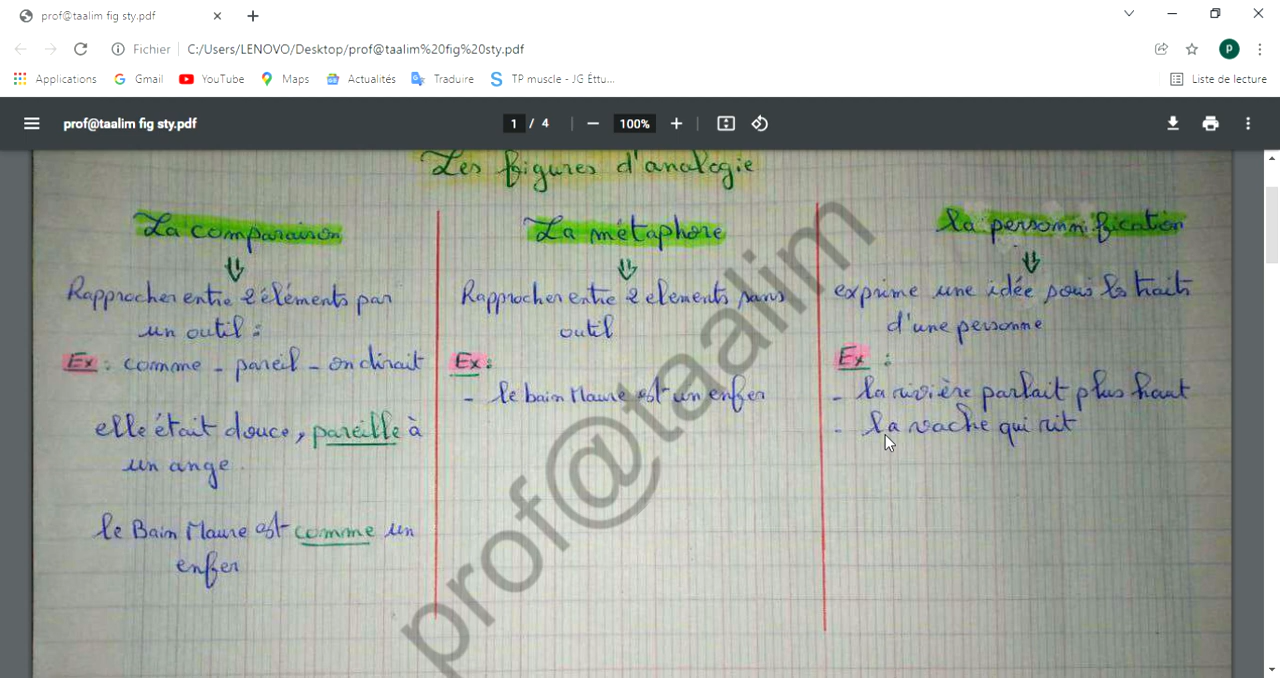 prof@taalim fig sty.pdf
Fichier
C:/Users/LENOVO/Desktop/prof@taalim%20fig%20sty.pdf
P
Applications
Gmail
YouTube
Maps
Actualités
Traduire
TP muscle - JG Éttu...
Liste de lecture
prof@taalim fig sty.pdf
1 / 4
100%
Les figures d'analogie
La comparaison
Rapprocher entre 2 éléments par
un outil :
Ex : comme - pareil - on dirait
elle était douce, pareille à
un ange
le Bain Maure est comme un
enfer
La métaphore
Rapprocher entre 2 elements sans
outil
Ex :
- le bain Maure est un enfer
la personnification
exprime une idée sous les traits
d'une personne
Ex :
- la rivière parlait plus haut
- la vache qui rit
prof@taalim